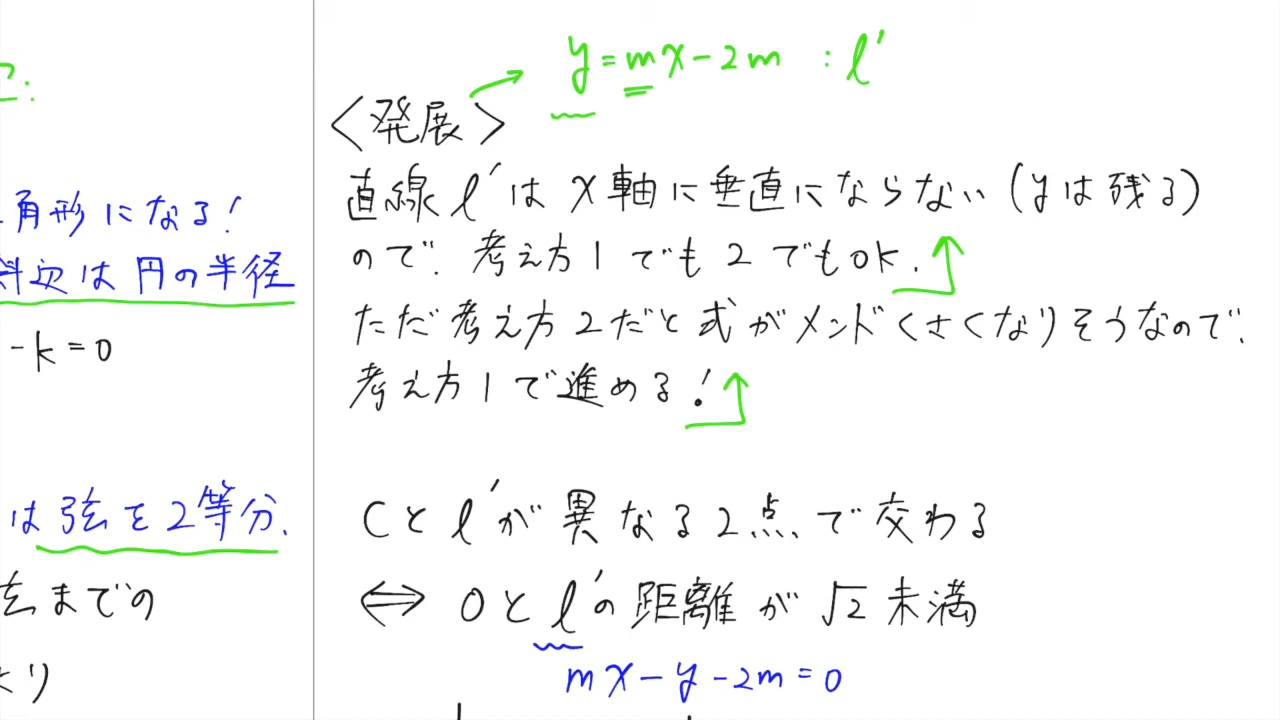 角形になる!
斜辺は円の半径
-k=0
は弦を2等分.
弦までの
より
y=mx-2m :l'
<発展>
直線l'はx軸に垂直にならない(yは残る)
ので、考え方1でも2でもOK.
ただ考え方2だと式がメンドくさくなりそうなので、
考え方1で進める!
Cとl'が異なる2点で交わる
⇔ Oとl'の距離が√2未満
mx-y-2m=0